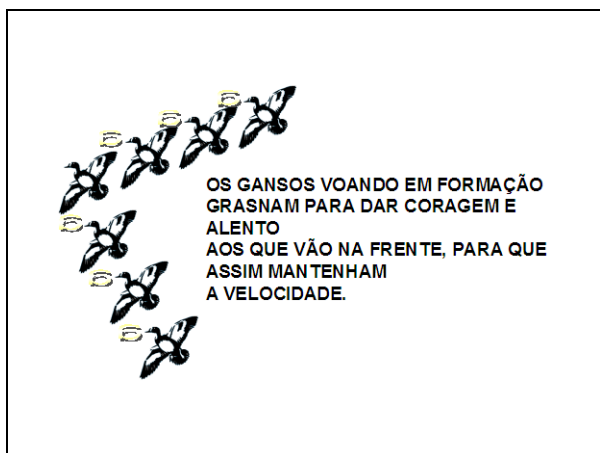 OS GANSOS VOANDO EM FORMAÇÃO
GRASNAM PARA DAR CORAGEM E
ALENTO
AOS QUE VÃO NA FRENTE, PARA QUE
ASSIM MANTENHAM
A VELOCIDADE.